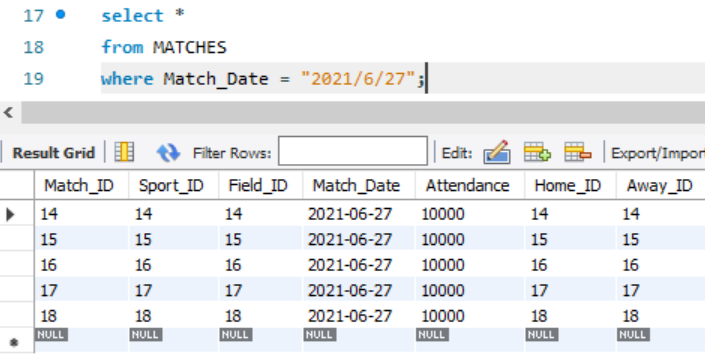 17 select *
18 from MATCHES
19 where Match_Date = "2021/6/27";
Result Grid Filter Rows: Edit: Export/Import
Match_ID Sport_ID Field_ID Match_Date Attendance Home_ID Away_ID
14 14 14 2021-06-27 10000 14 14
15 15 15 2021-06-27 10000 15 15
16 16 16 2021-06-27 10000 16 16
17 17 17 2021-06-27 10000 17 17
18 18 18 2021-06-27 10000 18 18
NULL NULL NULL NULL NULL NULL NULL